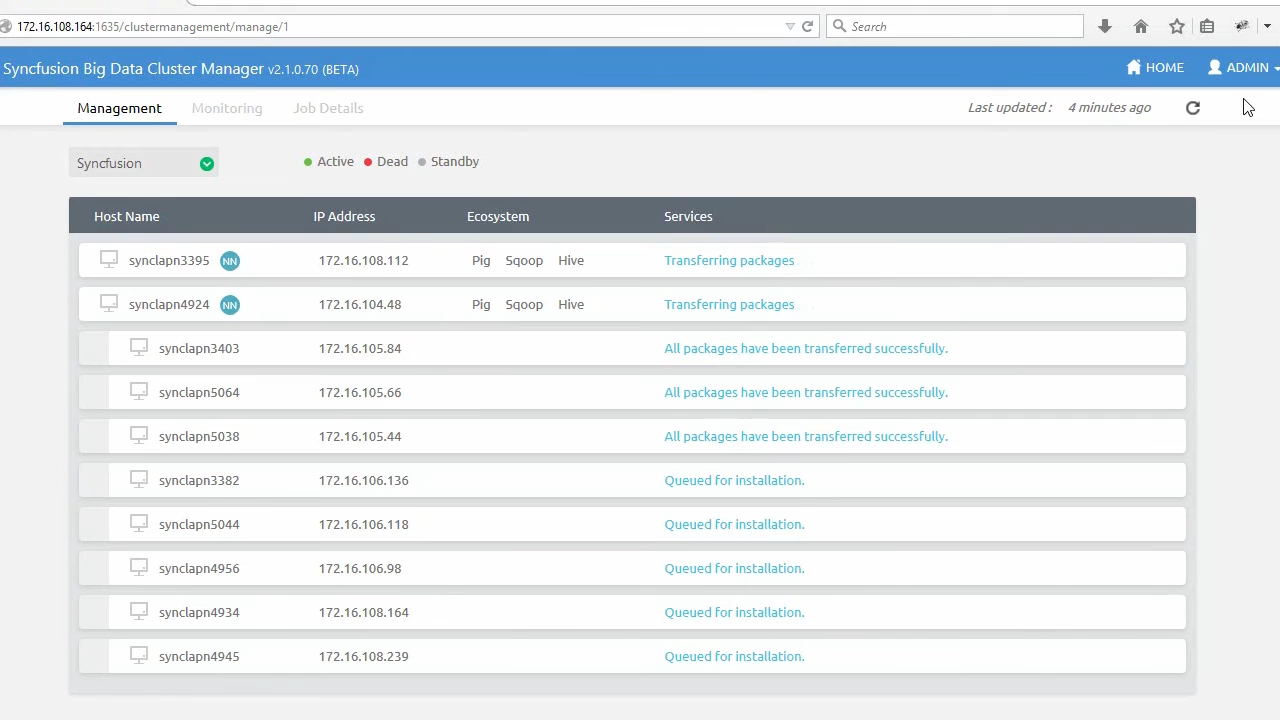 172.16.108.164:1635/clustermanagement/manage/1 Search
Syncfusion Big Data Cluster Manager v2.1.0.70 (BETA) HOME ADMIN
Management Monitoring Job Details Last updated : 4 minutes ago
Syncfusion Active Dead Standby
Host Name IP Address Ecosystem Services
synclapn3395 NN 172.16.108.112 Pig Sqoop Hive Transferring packages
synclapn4924 NN 172.16.104.48 Pig Sqoop Hive Transferring packages
synclapn3403 172.16.105.84 All packages have been transferred successfully.
synclapn5064 172.16.105.66 All packages have been transferred successfully.
synclapn5038 172.16.105.44 All packages have been transferred successfully.
synclapn3382 172.16.106.136 Queued for installation.
synclapn5044 172.16.106.118 Queued for installation.
synclapn4956 172.16.106.98 Queued for installation.
synclapn4934 172.16.108.164 Queued for installation.
synclapn4945 172.16.108.239 Queued for installation.